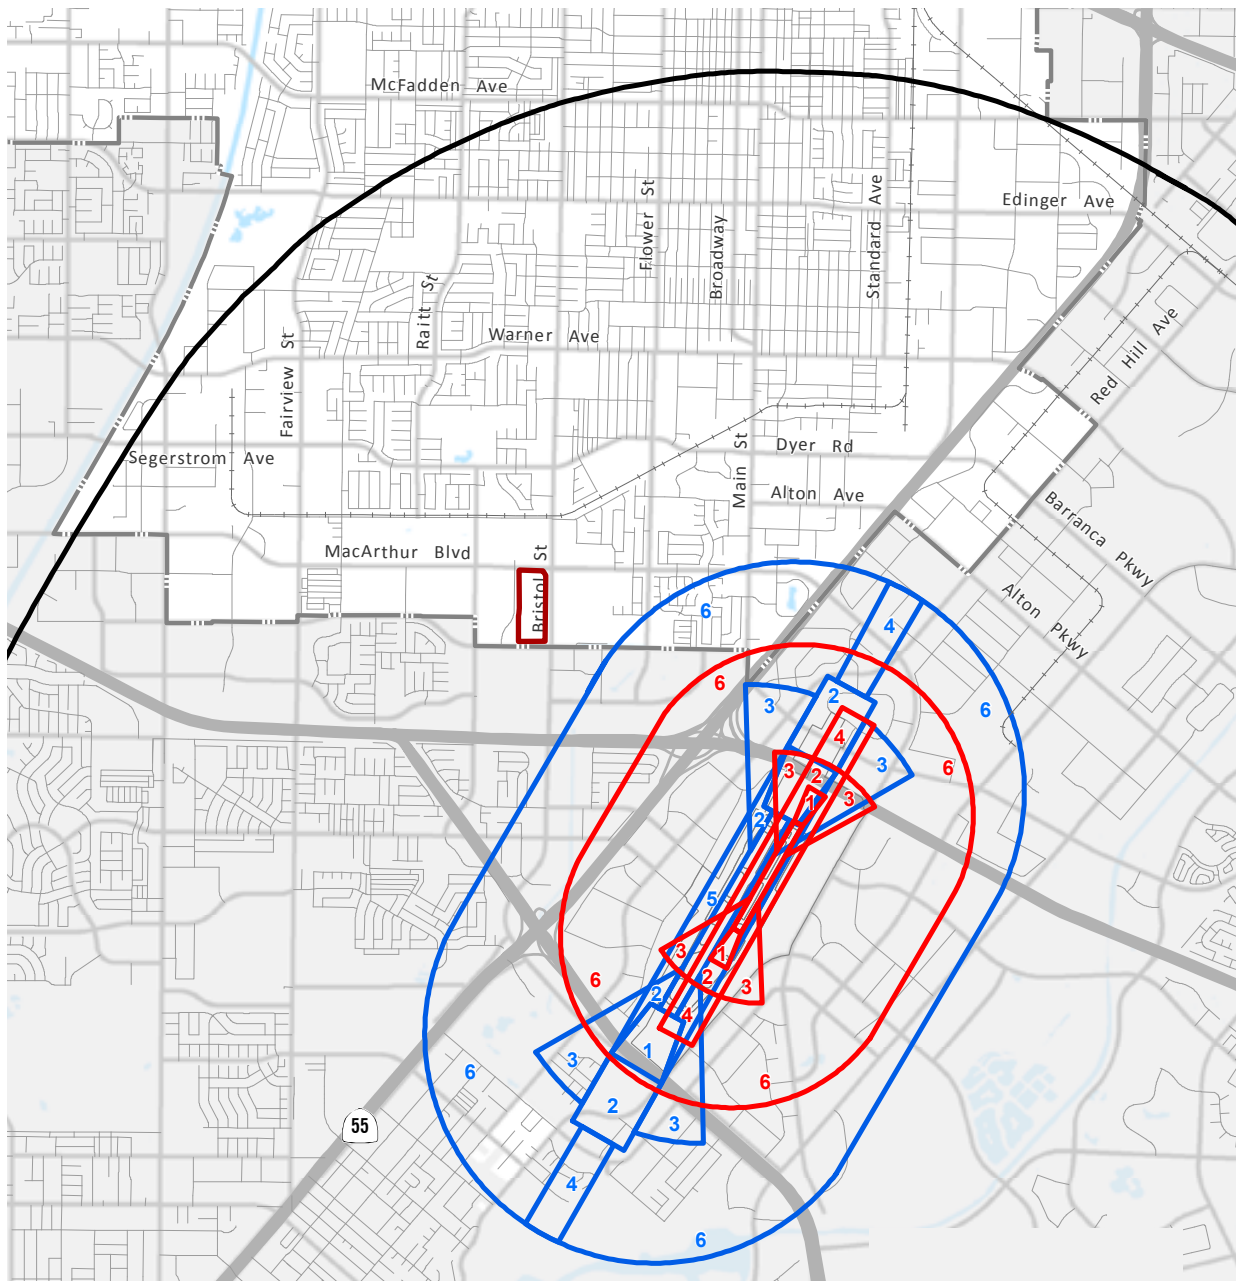 McFadden Ave
Edinger Ave
Flower St
Broadway
Standard Ave
Raitt St
Warner Ave
Fairview St
Red Hill Ave
Segerstrom Ave
Main St
Dyer Rd
Alton Ave
Barranca Pkwy
MacArthur Blvd
Bristol St
Alton Pkwy
6
4
6
2
3
6
4
3
6
3
2
3
1
2
5
3
1
6
2
3
2
4
1
3
6
6
2
3
55
4
6